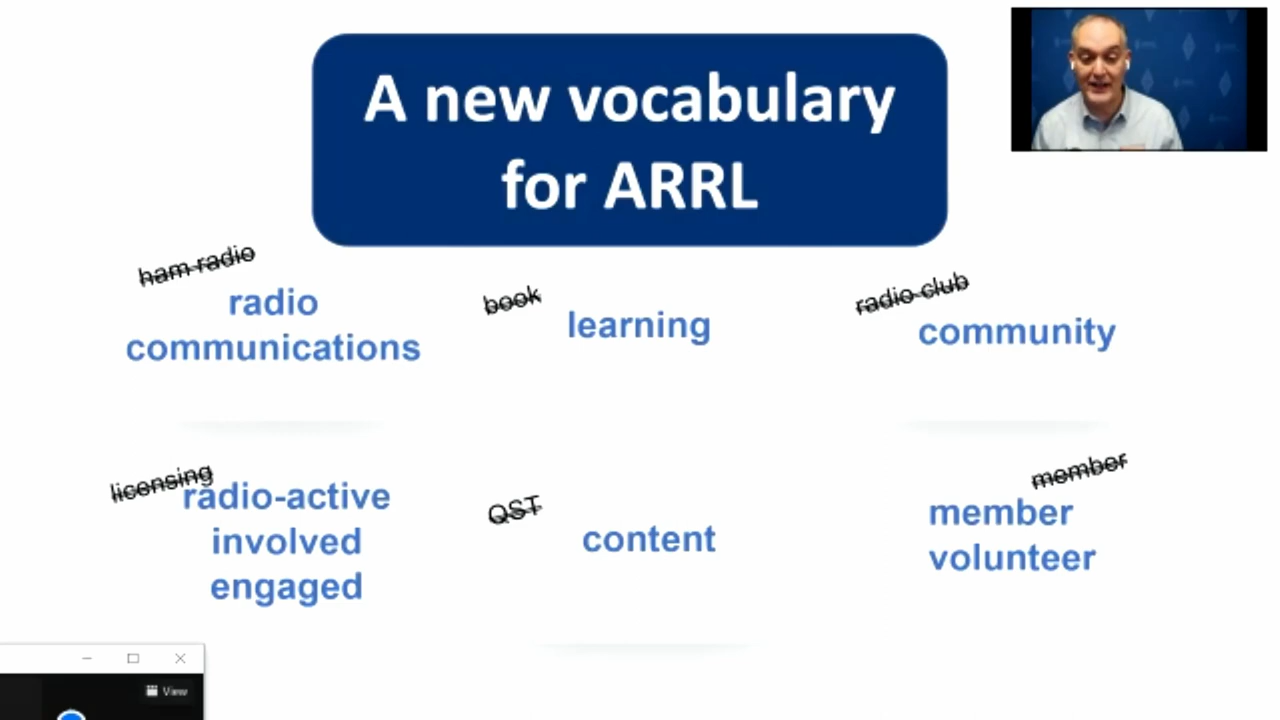 A new vocabulary
for ARRL
ham radio
radio
communications
book
learning
radio club
community
licensing
radio-active
involved
engaged
QST
content
member
member
volunteer
View